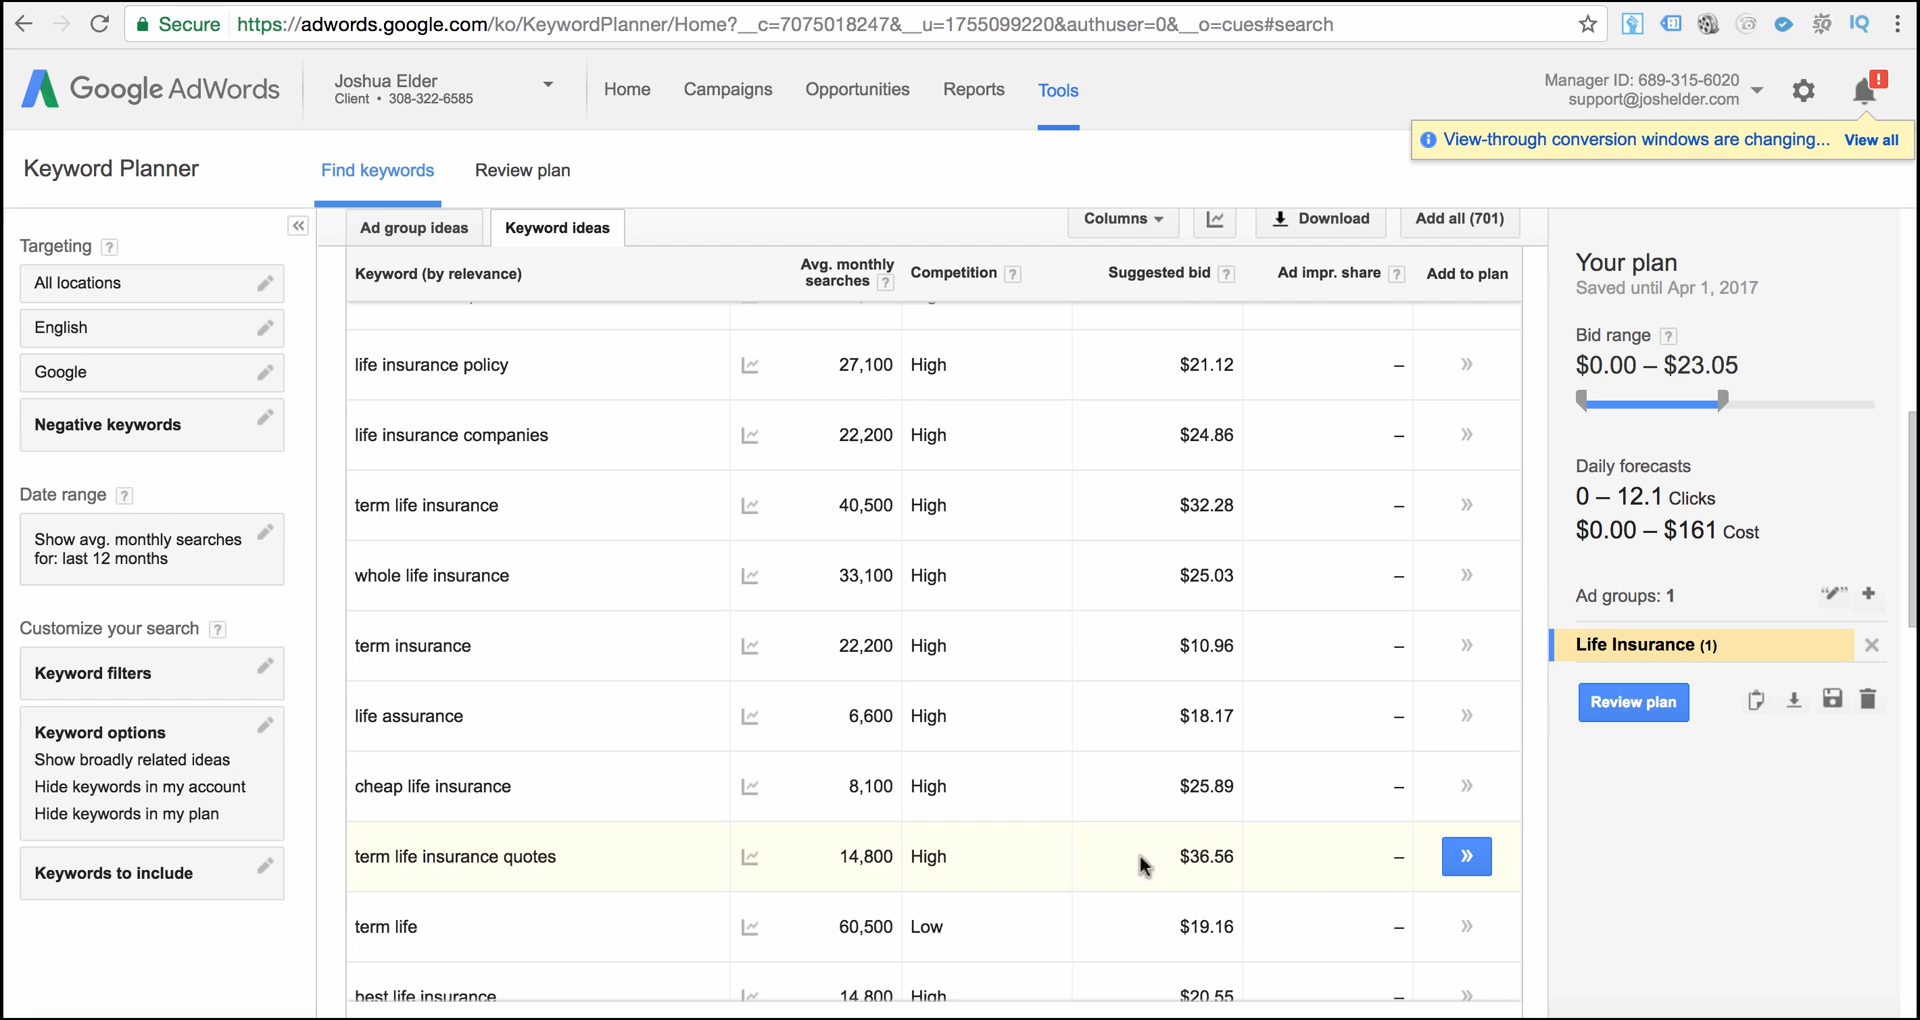 Secure https://adwords.google.com/ko/KeywordPlanner/Home?__c=7075018247&__u=1755099220&authuser=0&__o=cues#search
Google AdWords
Joshua Elder
Client • 308-322-6585
Home Campaigns Opportunities Reports Tools
Manager ID: 689-315-6020
support@joshelder.com
!
View-through conversion windows are changing... View all
Keyword Planner
Find keywords Review plan
Targeting ?
All locations
English
Google
Negative keywords
Date range ?
Show avg. monthly searches
for: last 12 months
Customize your search ?
Keyword filters
Keyword options
Show broadly related ideas
Hide keywords in my account
Hide keywords in my plan
Keywords to include
Ad group ideas Keyword ideas
Columns Download Add all (701)
Keyword (by relevance) Avg. monthly searches ? Competition ? Suggested bid ? Ad impr. share ? Add to plan
life insurance policy 27,100 High $21.12 – »
life insurance companies 22,200 High $24.86 – »
term life insurance 40,500 High $32.28 – »
whole life insurance 33,100 High $25.03 – »
term insurance 22,200 High $10.96 – »
life assurance 6,600 High $18.17 – »
cheap life insurance 8,100 High $25.89 – »
term life insurance quotes 14,800 High $36.56 – »
term life 60,500 Low $19.16 – »
best life insurance 14,800 High $20.55 – »
Your plan
Saved until Apr 1, 2017
Bid range ?
$0.00 – $23.05
Daily forecasts
0 – 12.1 Clicks
$0.00 – $161 Cost
Ad groups: 1
Life Insurance (1)
Review plan